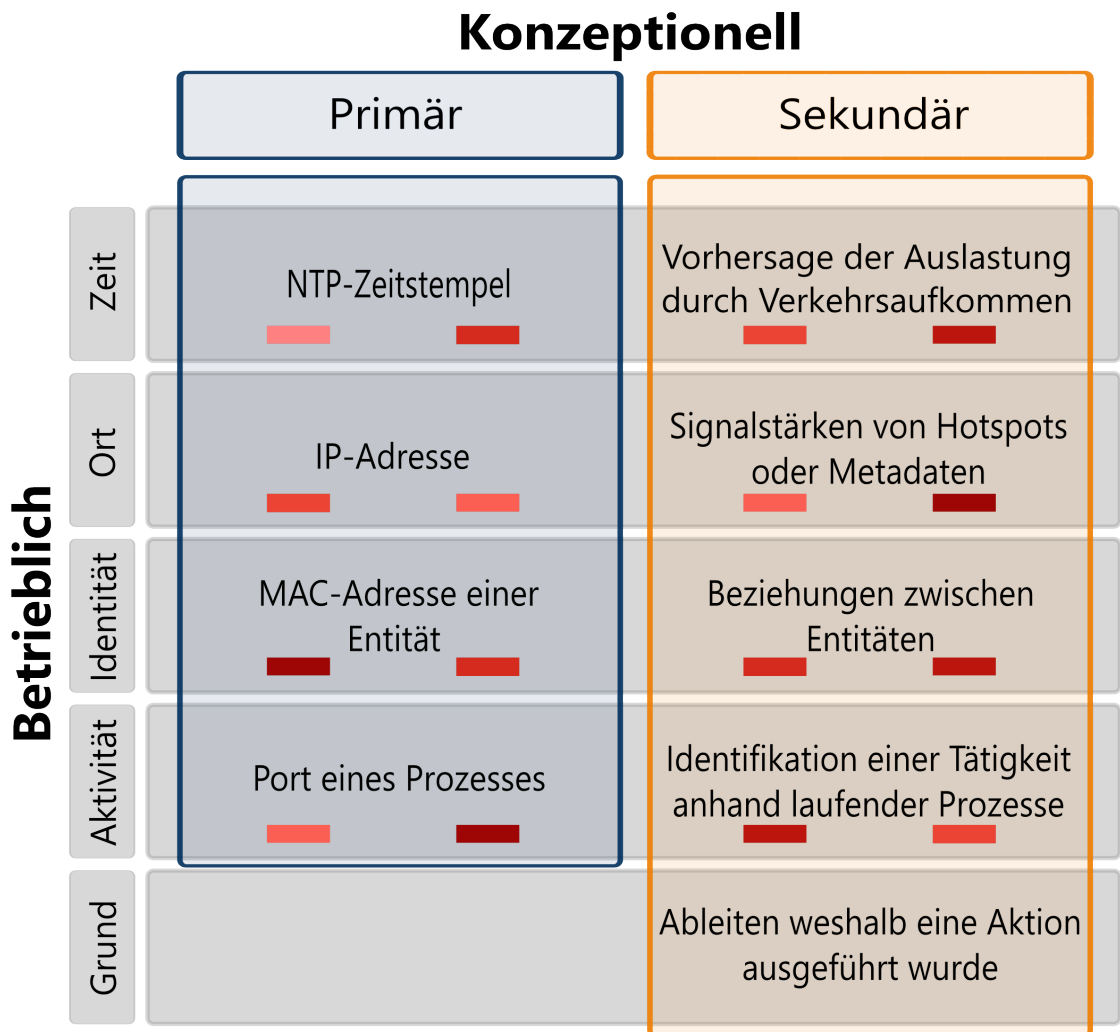 Konzeptionell
Primär
Sekundär
Betrieblich
Zeit
NTP-Zeitstempel
Vorhersage der Auslastung
durch Verkehrsaufkommen
Ort
IP-Adresse
Signalstärken von Hotspots
oder Metadaten
Identität
MAC-Adresse einer
Entität
Beziehungen zwischen
Entitäten
Aktivität
Port eines Prozesses
Identifikation einer Tätigkeit
anhand laufender Prozesse
Grund
Ableiten weshalb eine Aktion
ausgeführt wurde